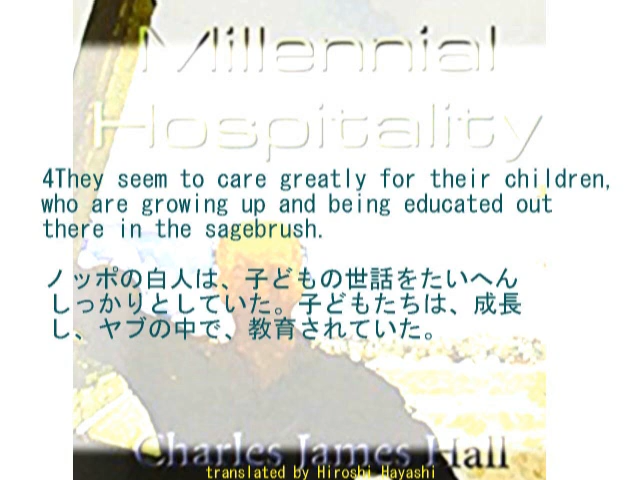 Millennial
Hospitality
4They seem to care greatly for their children,
who are growing up and being educated out
there in the sagebrush.
ノッポの白人は、子どもの世話をたいへん
しっかりとしていた。子どもたちは、成長
し、ヤブの中で、教育されていた。
Charles James Hall
translated by Hiroshi Hayashi